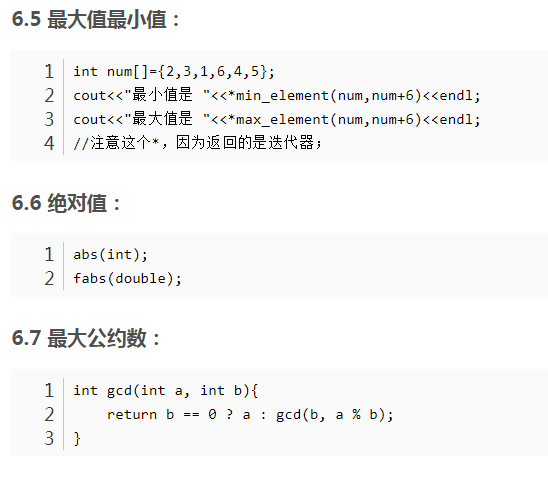 6.5 最大值最小值：
1 int num[]={2,3,1,6,4,5};
2 cout<<"最小值是 "<<*min_element(num,num+6)<<endl;
3 cout<<"最大值是 "<<*max_element(num,num+6)<<endl;
4 //注意这个*，因为返回的是迭代器；
6.6 绝对值：
1 abs(int);
2 fabs(double);
6.7 最大公约数：
1 int gcd(int a, int b){
2     return b == 0 ? a : gcd(b, a % b);
3 }